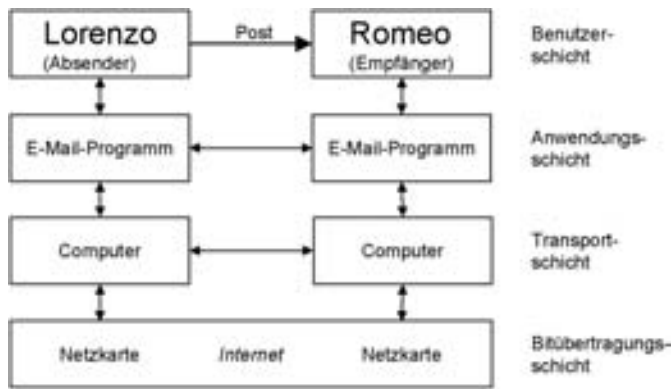 Lorenzo
(Absender)
Post
Romeo
(Empfänger)
Benutzer-
schicht
E-Mail-Programm
E-Mail-Programm
Anwendungs-
schicht
Computer
Computer
Transport-
schicht
Netzkarte
Internet
Netzkarte
Bitübertragungs-
schicht